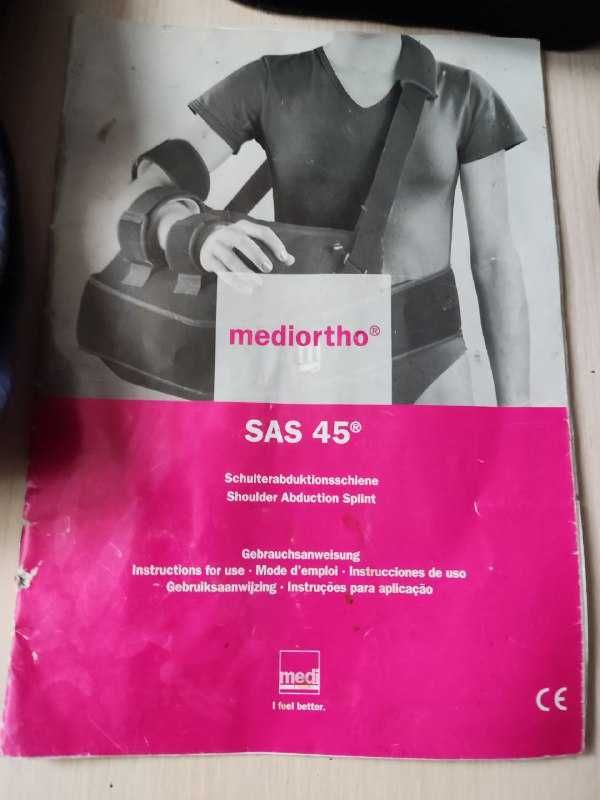 mediortho®
SAS 45®
Schulterabduktionsschiene
Shoulder Abduction Splint
Gebrauchsanweisung
Instructions for use · Mode d'emploi · Instrucciones de uso
Gebruiksaanwijzing · Instruções para aplicação
medi
I feel better.
CE